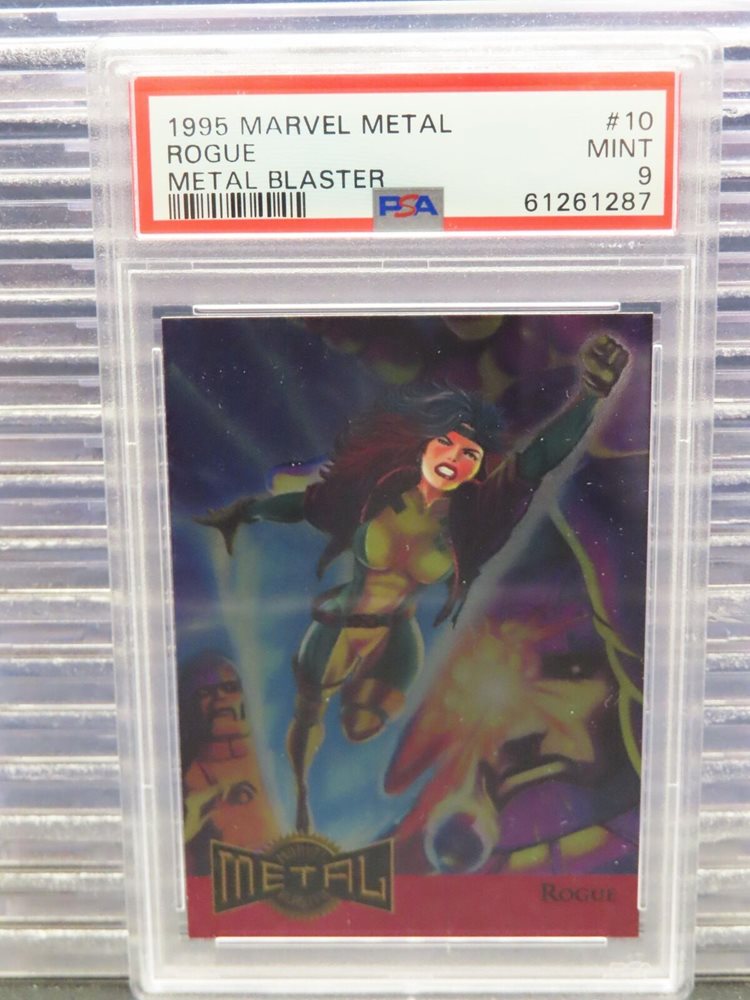 1995 MARVEL METAL #10
ROGUE MINT
METAL BLASTER 9
PSA 61261287
METAL
ROGUE